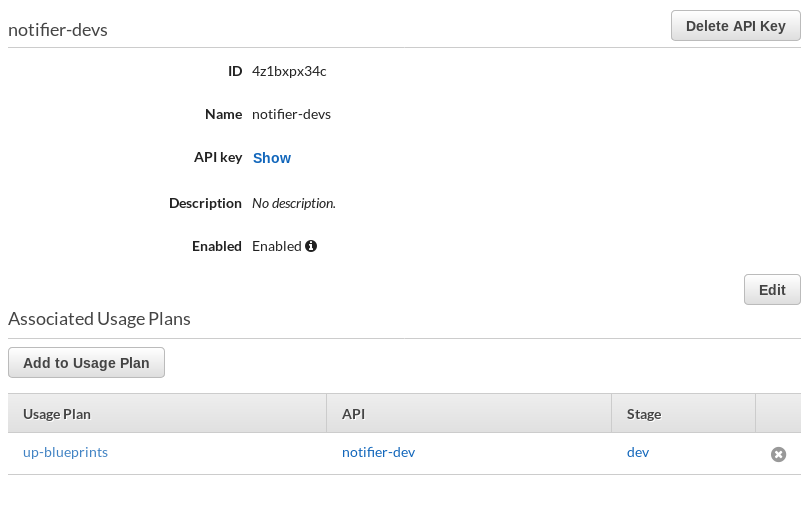 notifier-devs
Delete API Key
ID 4z1bxpx34c
Name notifier-devs
API key Show
Description No description.
Enabled Enabled
Edit
Associated Usage Plans
Add to Usage Plan
Usage Plan API Stage
up-blueprints notifier-dev dev